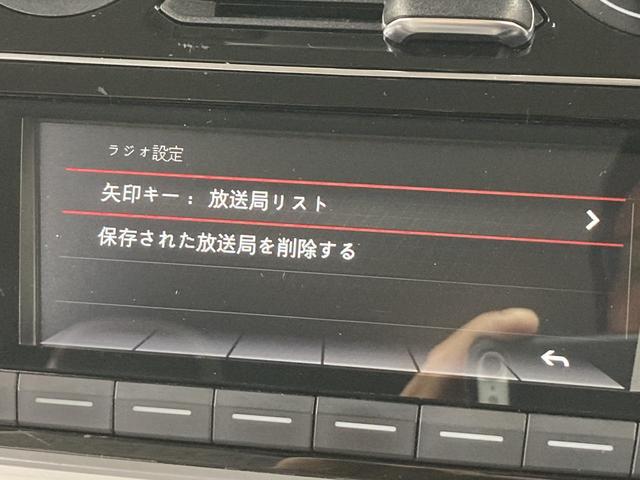 ラジオ設定
矢印キー： 放送局リスト
保存された放送局を削除する